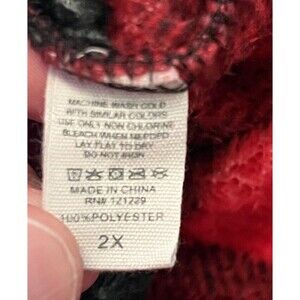 MACHINE WASH COLD
WITH SIMILAR COLORS
USE ONLY NON CHLORINE
BLEACH WHEN NEEDED
LAY FLAT TO DRY
DO NOT IRON
MADE IN CHINA
RN# 121229
100% POLYESTER
2X